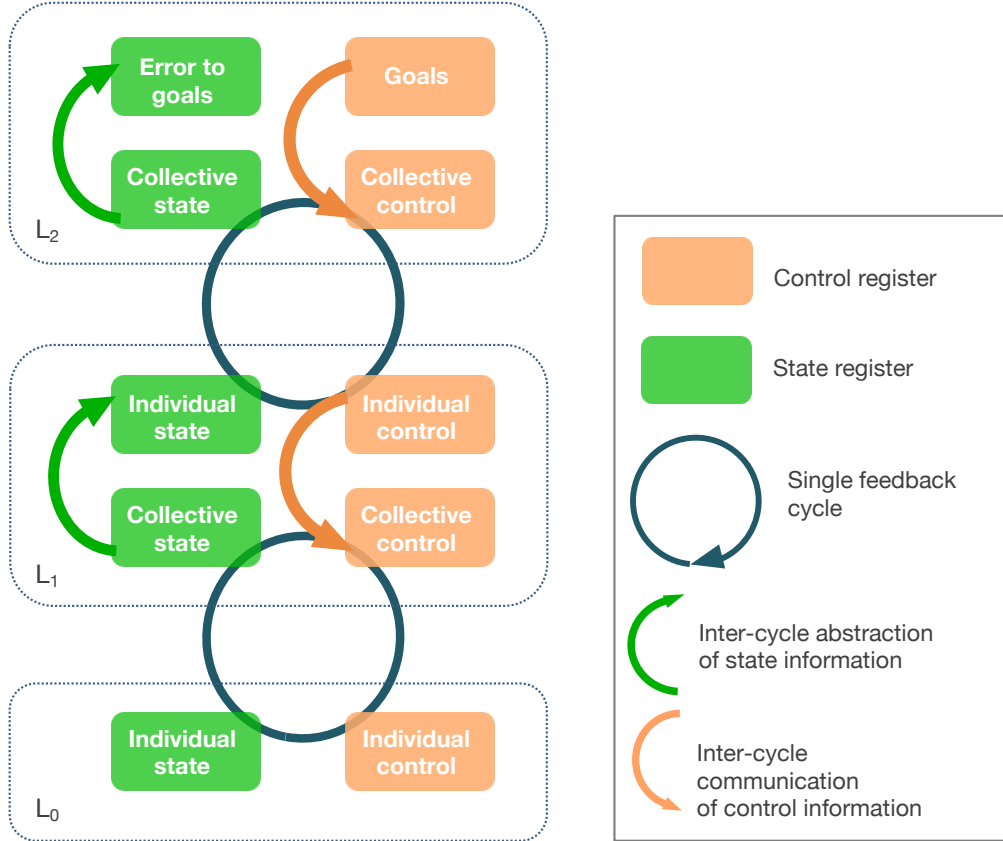 Error to
goals
Goals
Collective
state
Collective
control
L2
Individual
state
Individual
control
Collective
state
Collective
control
L1
Individual
state
Individual
control
L0
Control register
State register
Single feedback
cycle
Inter-cycle abstraction
of state information
Inter-cycle
communication
of control information